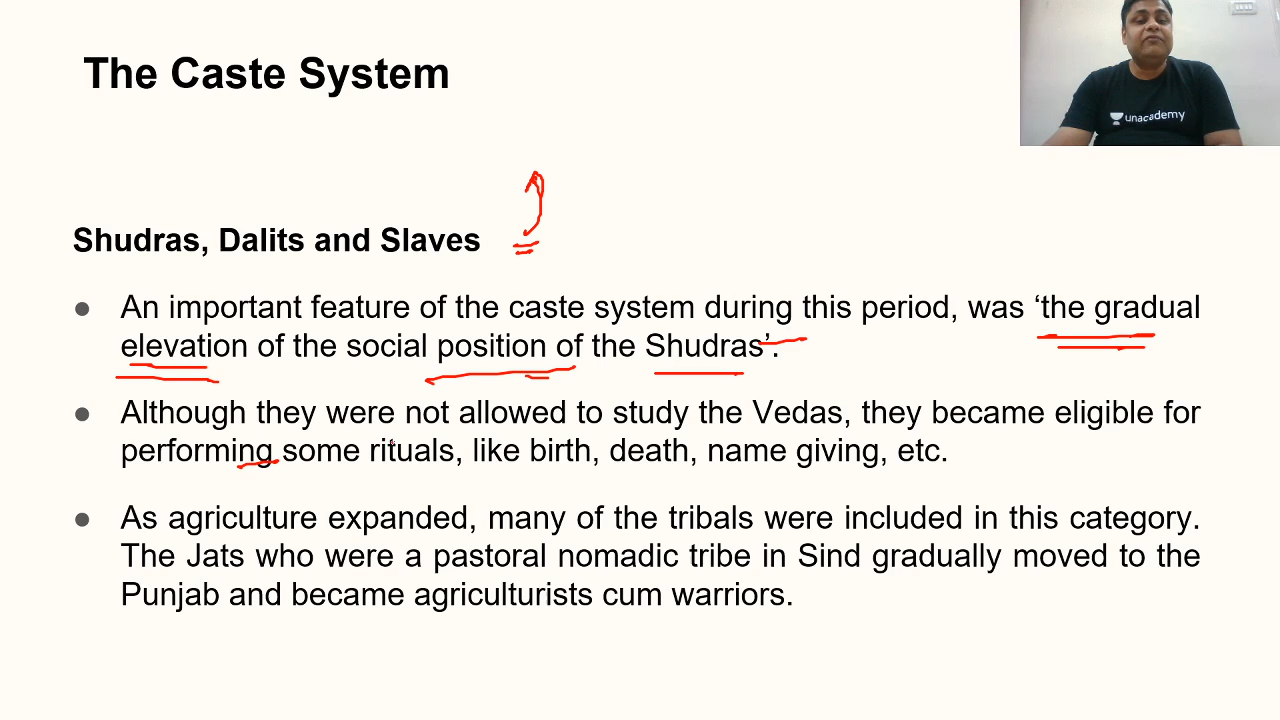 The Caste System
unacademy
Shudras, Dalits and Slaves
● An important feature of the caste system during this period, was ‘the gradual
elevation of the social position of the Shudras’.
● Although they were not allowed to study the Vedas, they became eligible for
performing some rituals, like birth, death, name giving, etc.
● As agriculture expanded, many of the tribals were included in this category.
The Jats who were a pastoral nomadic tribe in Sind gradually moved to the
Punjab and became agriculturists cum warriors.